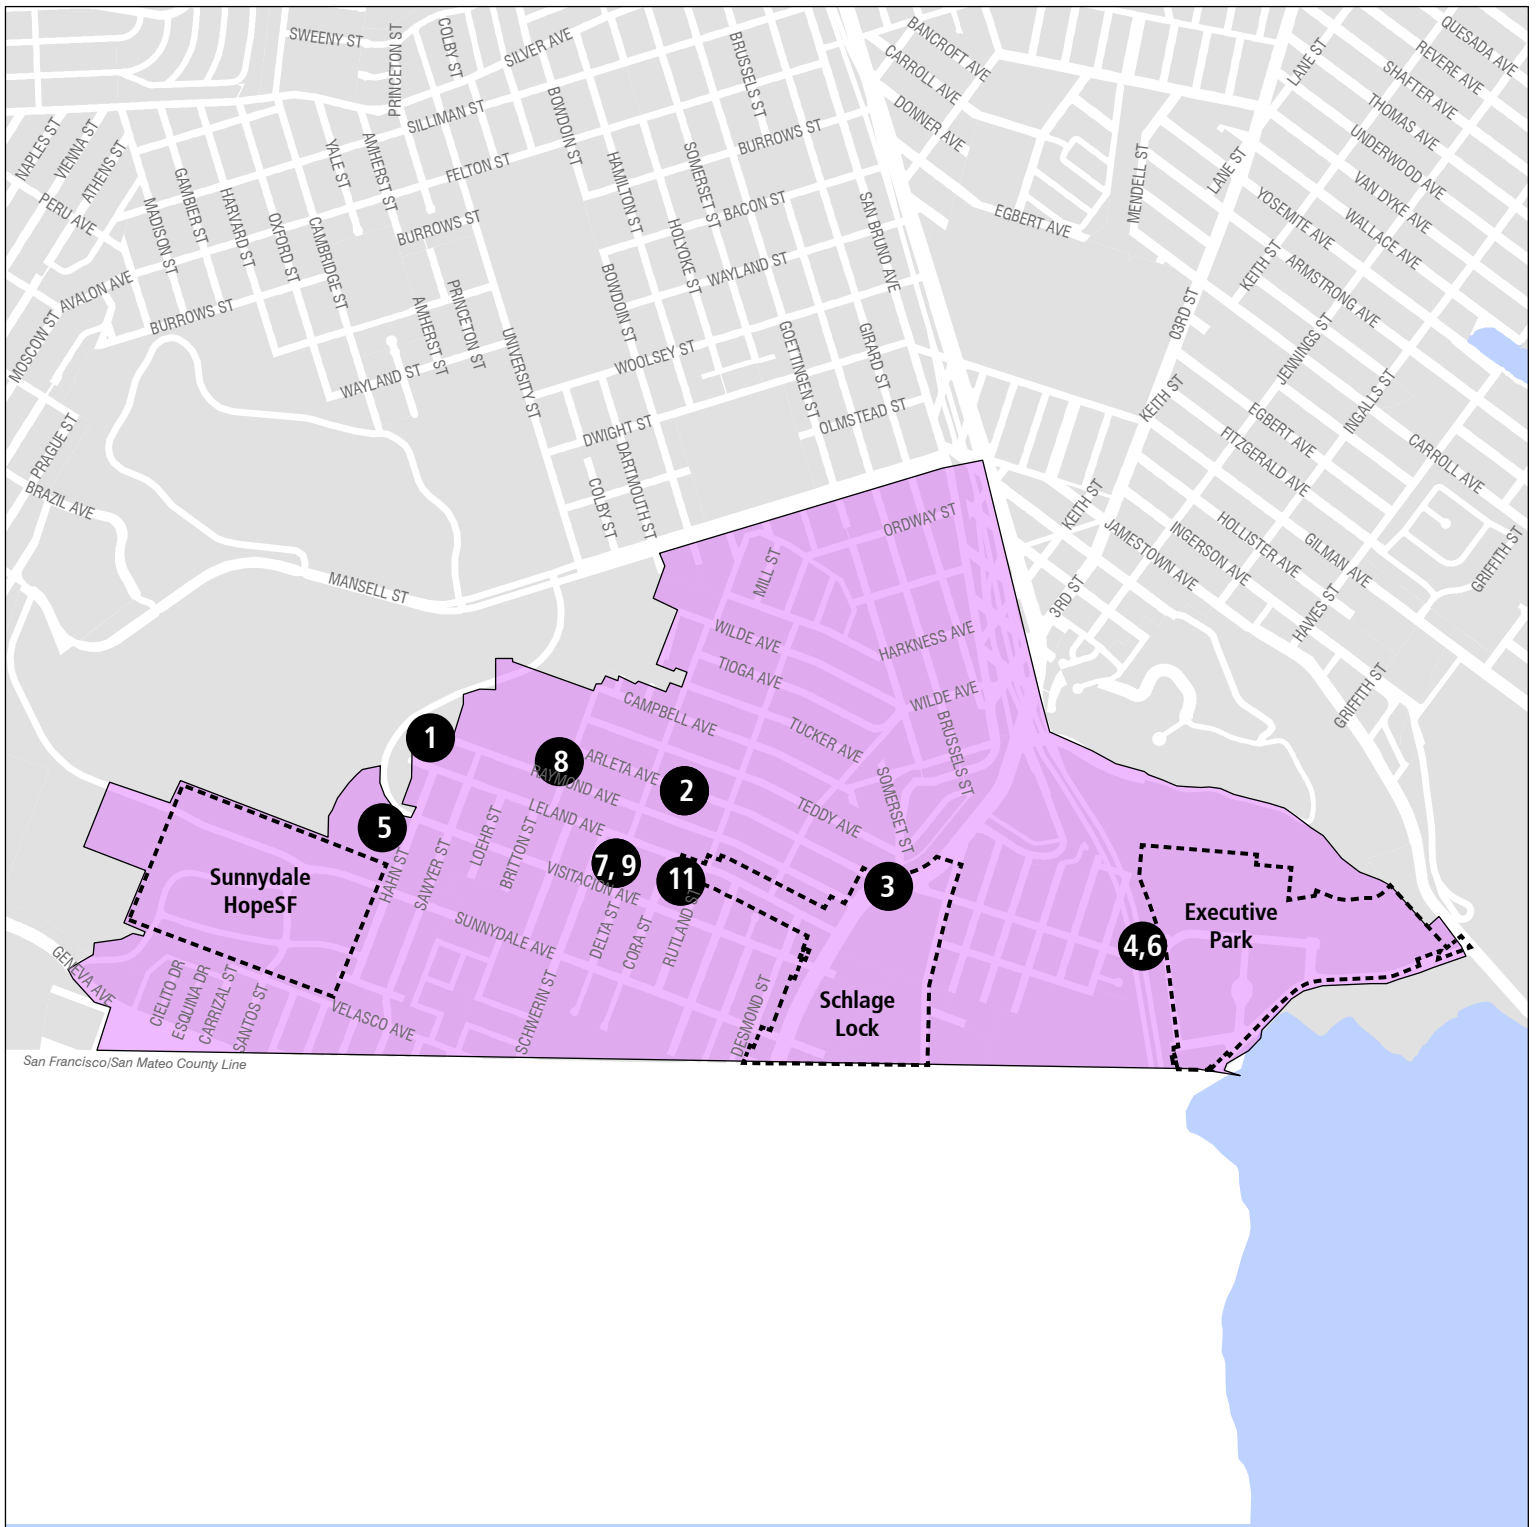 SWEENY ST
PRINCETON ST
COLBY ST
SILVER AVE
BRUSSELS ST
BANCROFT AVE
CARROLL AVE
DONNER AVE
LANE ST
QUESADA AVE
REVERE AVE
SHAFTER AVE
THOMAS AVE
UNDERWOOD AVE
VAN DYKE AVE
WALLACE AVE
NAPLES ST
VIENNA ST
ATHENS ST
PERU AVE
SILLIMAN ST
BOWDOIN ST
YALE ST
AMHERST ST
FELTON ST
BURROWS ST
HAMILTON ST
SOMERSET ST
BACON ST
MENDELL ST
LANE ST
YOSEMITE AVE
EGBERT AVE
GAMBIER ST
MADISON ST
HARVARD ST
OXFORD ST
CAMBRIDGE ST
BURROWS ST
HOLYOKE ST
WAYLAND ST
SAN BRUNO AVE
KEITH ST
ARMSTRONG AVE
AVALON AVE
BURROWS ST
AMHERST ST
PRINCETON ST
BOWDOIN ST
MOSCOW ST
UNIVERSITY ST
WOOLSEY ST
GOETTINGEN ST
GIRARD ST
03RD ST
JENNINGS ST
WAYLAND ST
KEITH ST
INGALLS ST
DWIGHT ST
OLMSTEAD ST
EGBERT AVE
FITZGERALD AVE
CARROLL AVE
PRAGUE ST
BRAZIL AVE
DARTMOUTH ST
COLBY ST
KEITH ST
ORDWAY ST
JAMESTOWN AVE
INGERSON AVE
HOLLISTER AVE
GILMAN AVE
GRIFFITH ST
MANSELL ST
MILL ST
3RD ST
HAWES ST
WILDE AVE
HARKNESS AVE
TIOGA AVE
WILDE AVE
GRIFFITH ST
CAMPBELL AVE
TUCKER AVE
BRUSSELS ST
1
8
ARLETA AVE
RAYMOND AVE
2
SOMERSET ST
TEDDY AVE
LELAND AVE
5
LOEHR ST
BRITTON ST
HAHN ST
SAWYER ST
7, 9
VISITACION AVE
11
3
Sunnydale
HopeSF
SUNNYDALE AVE
DELTA ST
CORA ST
RUTLAND ST
4,6
Executive
Park
GENEVA AVE
CIELITO DR
ESQUINA DR
CARRIZAL ST
SANTOS ST
VELASCO AVE
SCHWERIN ST
DESMOND ST
Schlage
Lock
San Francisco/San Mateo County Line